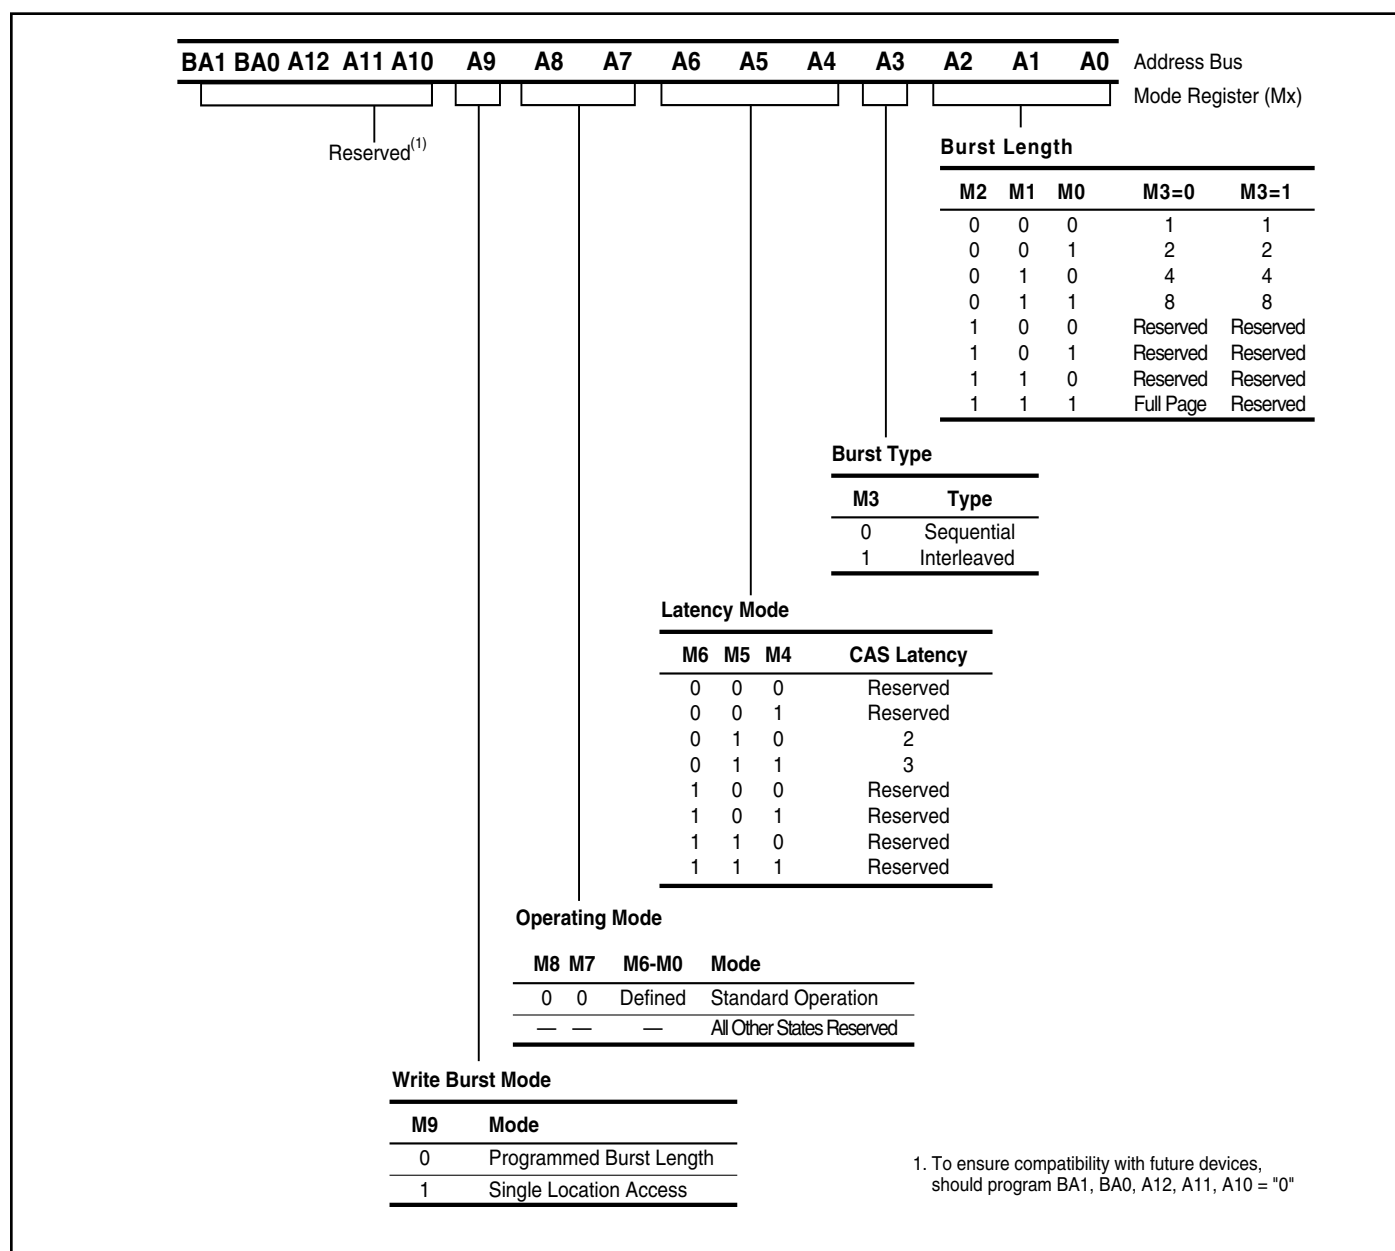 BA1 BA0 A12 A11 A10 A9 A8 A7 A6 A5 A4 A3 A2 A1 A0 Address Bus
Mode Register (Mx)
Reserved(1)
Burst Length
M2 M1 M0 M3=0 M3=1
0 0 0 1 1
0 0 1 2 2
0 1 0 4 4
0 1 1 8 8
1 0 0 Reserved Reserved
1 0 1 Reserved Reserved
1 1 0 Reserved Reserved
1 1 1 Full Page Reserved
Burst Type
M3 Type
0 Sequential
1 Interleaved
Latency Mode
M6 M5 M4 CAS Latency
0 0 0 Reserved
0 0 1 Reserved
0 1 0 2
0 1 1 3
1 0 0 Reserved
1 0 1 Reserved
1 1 0 Reserved
1 1 1 Reserved
Operating Mode
M8 M7 M6-M0 Mode
0 0 Defined Standard Operation
— — — All Other States Reserved
Write Burst Mode
M9 Mode
0 Programmed Burst Length
1 Single Location Access
1. To ensure compatibility with future devices,
should program BA1, BA0, A12, A11, A10 = "0"